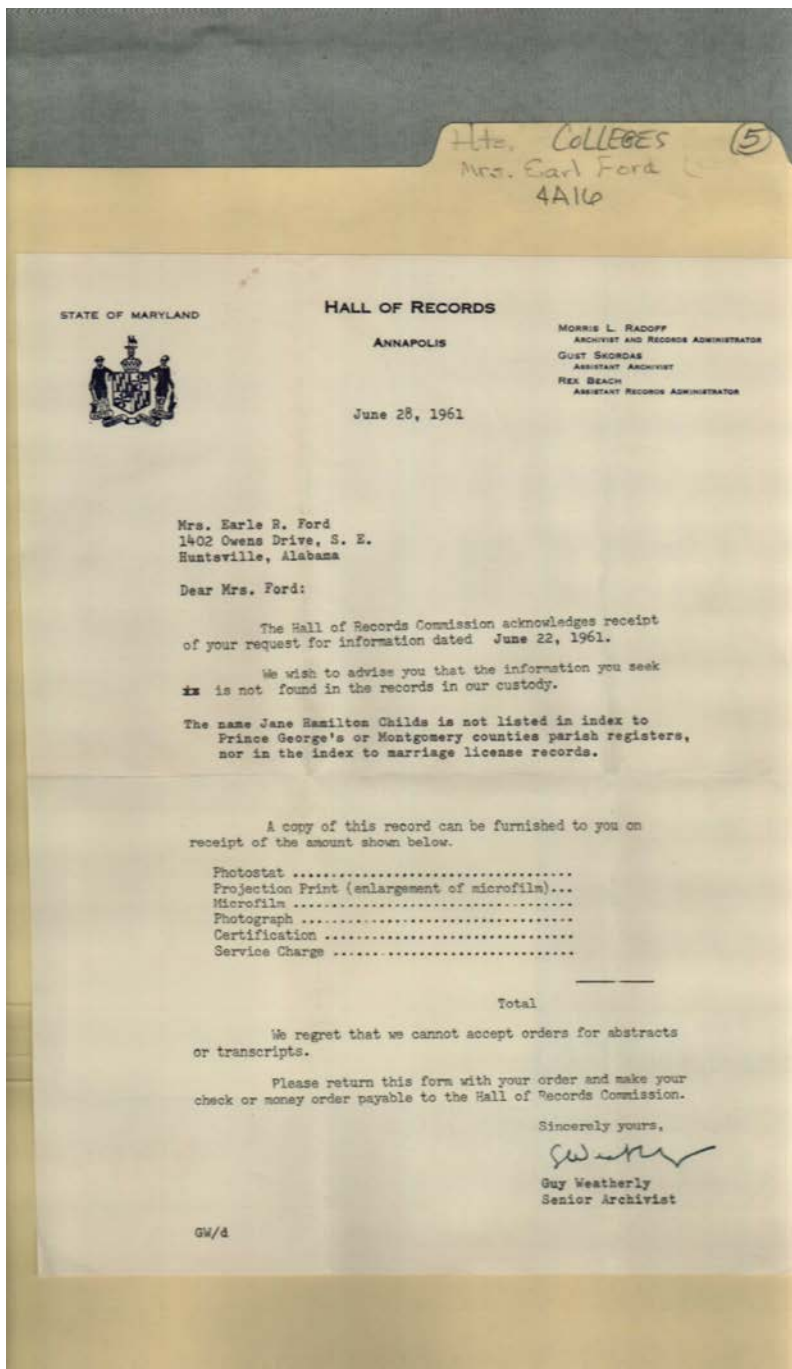 Hts. COLLEGES 5
Mrs. Earl Ford
4A16
STATE OF MARYLAND
HALL OF RECORDS
ANNAPOLIS
MORRIS L. RADOFF
ARCHIVIST AND RECORDS ADMINISTRATOR
GUST SKORDAS
ASSISTANT ARCHIVIST
REX BEACH
ASSISTANT RECORDS ADMINISTRATOR
June 28, 1961
Mrs. Earle R. Ford
1402 Owens Drive, S. E.
Huntsville, Alabama
Dear Mrs. Ford:
The Hall of Records Commission acknowledges receipt
of your request for information dated June 22, 1961.
We wish to advise you that the information you seek
is not found in the records in our custody.
The name Jane Hamilton Childs is not listed in index to
Prince George's or Montgomery counties parish registers,
nor in the index to marriage license records.
A copy of this record can be furnished to you on
receipt of the amount shown below.
Photostat ....................................
Projection Print (enlargement of microfilm)...
Microfilm ....................................
Photograph ...................................
Certification ................................
Service Charge ...............................
Total
We regret that we cannot accept orders for abstracts
or transcripts.
Please return this form with your order and make your
check or money order payable to the Hall of Records Commission.
Sincerely yours,
Guy Weatherly
Senior Archivist
GW/d